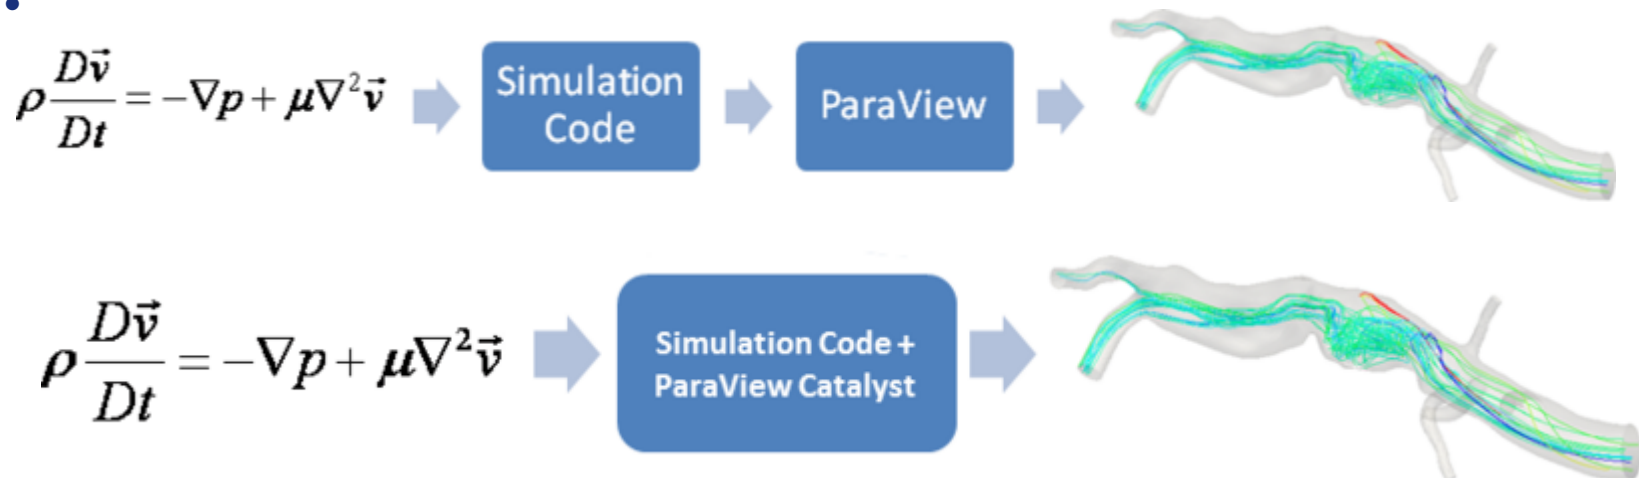 ρ Dv⃗/Dt = −∇p + μ∇²v⃗
Simulation
Code
ParaView
ρ Dv⃗/Dt = −∇p + μ∇²v⃗
Simulation Code +
ParaView Catalyst